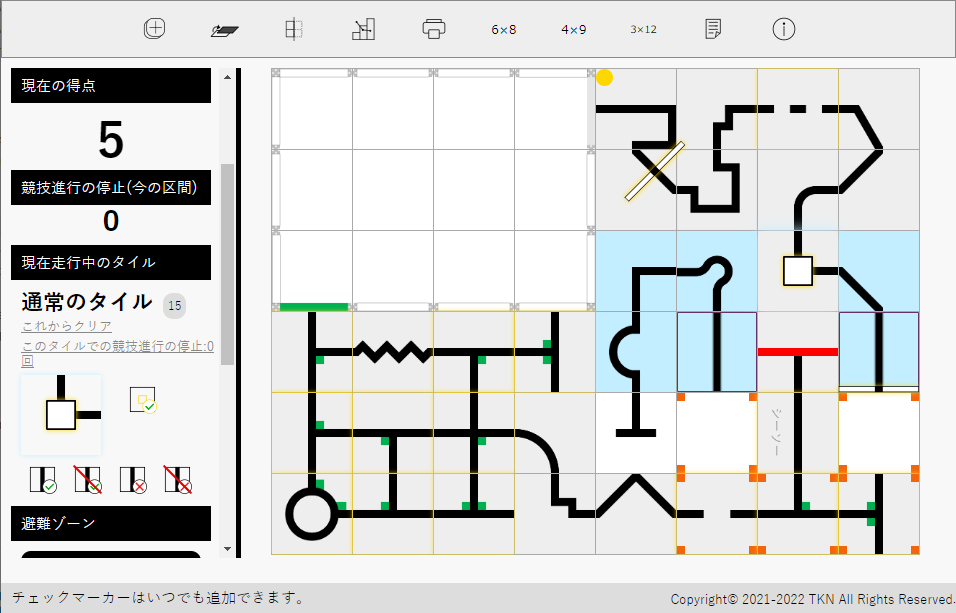 6×8
4×9
3×12
現在の得点
5
競技進行の停止(今の区間)
0
現在走行中のタイル
通常のタイル 15
これからクリア
このタイルでの競技進行の停止:0
回
避難ゾーン
シーソー
チェックマーカーはいつでも追加できます。
Copyright© 2021-2022 TKN All Rights Reserved.